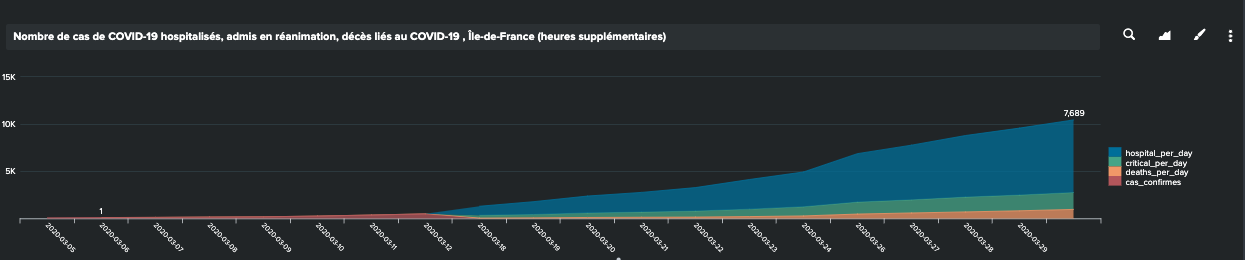 Nombre de cas de COVID-19 hospitalisés, admis en réanimation, décès liés au COVID-19 , Île-de-France (heures supplémentaires)
15K
10K
5K
7,689
1
hospital_per_day
critical_per_day
deaths_per_day
cas_confirmes
2020-03-05
2020-03-06
2020-03-07
2020-03-08
2020-03-09
2020-03-10
2020-03-11
2020-03-12
2020-03-18
2020-03-19
2020-03-20
2020-03-21
2020-03-22
2020-03-23
2020-03-24
2020-03-26
2020-03-27
2020-03-28
2020-03-29